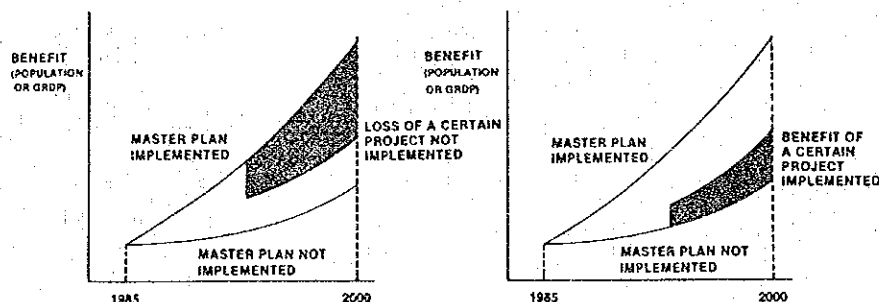 BENEFIT
(POPULATION
OR GRDP)
MASTER PLAN
IMPLEMENTED
LOSS OF A CERTAIN
PROJECT NOT
IMPLEMENTED
MASTER PLAN NOT
IMPLEMENTED
1985
2000
BENEFIT
(POPULATION
OR GRDP)
MASTER PLAN
IMPLEMENTED
BENEFIT OF
A CERTAIN
PROJECT
IMPLEMENTED
MASTER PLAN NOT
IMPLEMENTED
1985
2000